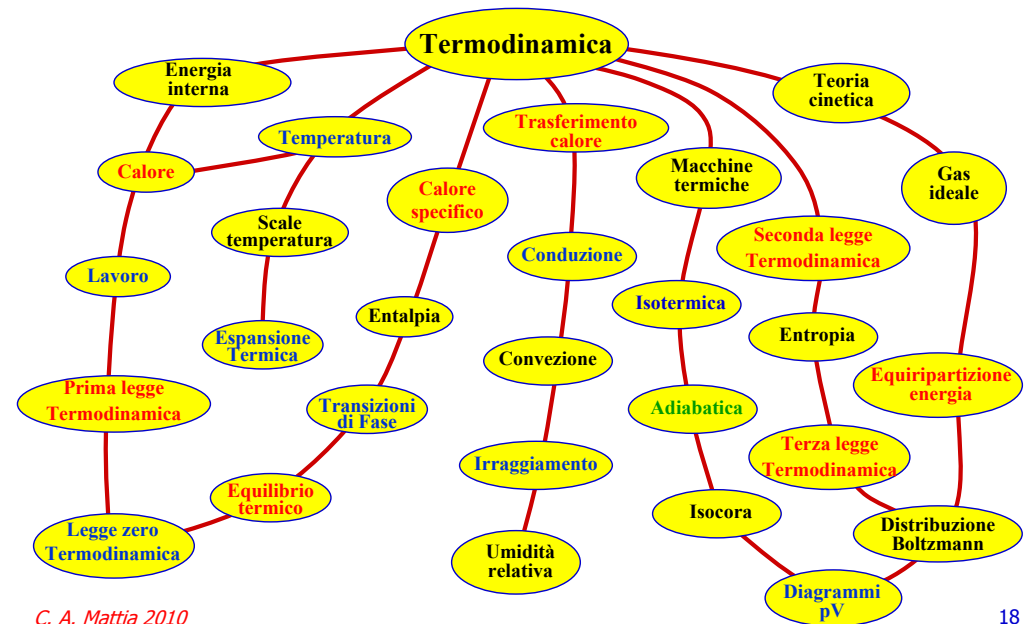 Termodinamica
Energia
interna
Teoria
cinetica
Temperatura
Trasferimento
calore
Calore
Macchine
termiche
Gas
ideale
Calore
specifico
Scale
temperatura
Seconda legge
Termodinamica
Lavoro
Conduzione
Isotermica
Entalpia
Espansione
Termica
Entropia
Convezione
Prima legge
Termodinamica
Equiripartizione
energia
Transizioni
di Fase
Adiabatica
Terza legge
Termodinamica
Irraggiamento
Equilibrio
termico
Isocora
Legge zero
Termodinamica
Distribuzione
Boltzmann
Umidità
relativa
Diagrammi
pV
C. A. Mattia 2010
18